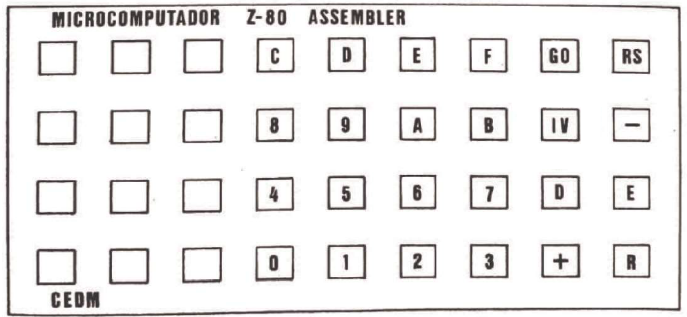 MICROCOMPUTADOR Z-80 ASSEMBLER
C D E F GO RS
8 9 A B IV −
4 5 6 7 D E
0 1 2 3 + R
CEDM